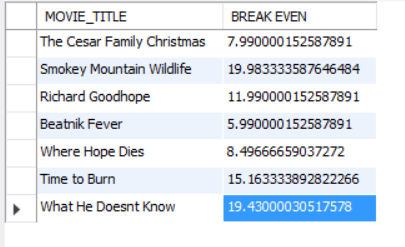 MOVIE_TITLE BREAK EVEN
The Cesar Family Christmas 7.990000152587891
Smokey Mountain Wildlife 19.983333587646484
Richard Goodhope 11.990000152587891
Beatnik Fever 5.990000152587891
Where Hope Dies 8.49666659037272
Time to Burn 15.163333892822266
What He Doesnt Know 19.43000030517578